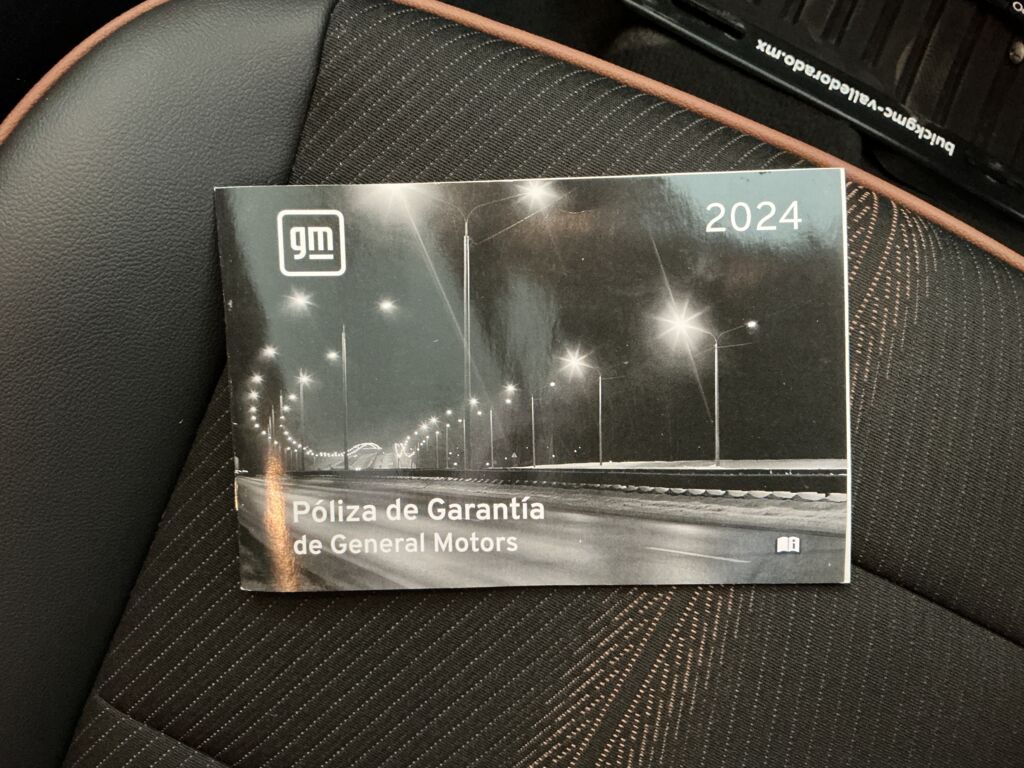 buickgmc-valledorado.mx
gm
2024
Póliza de Garantía
de General Motors